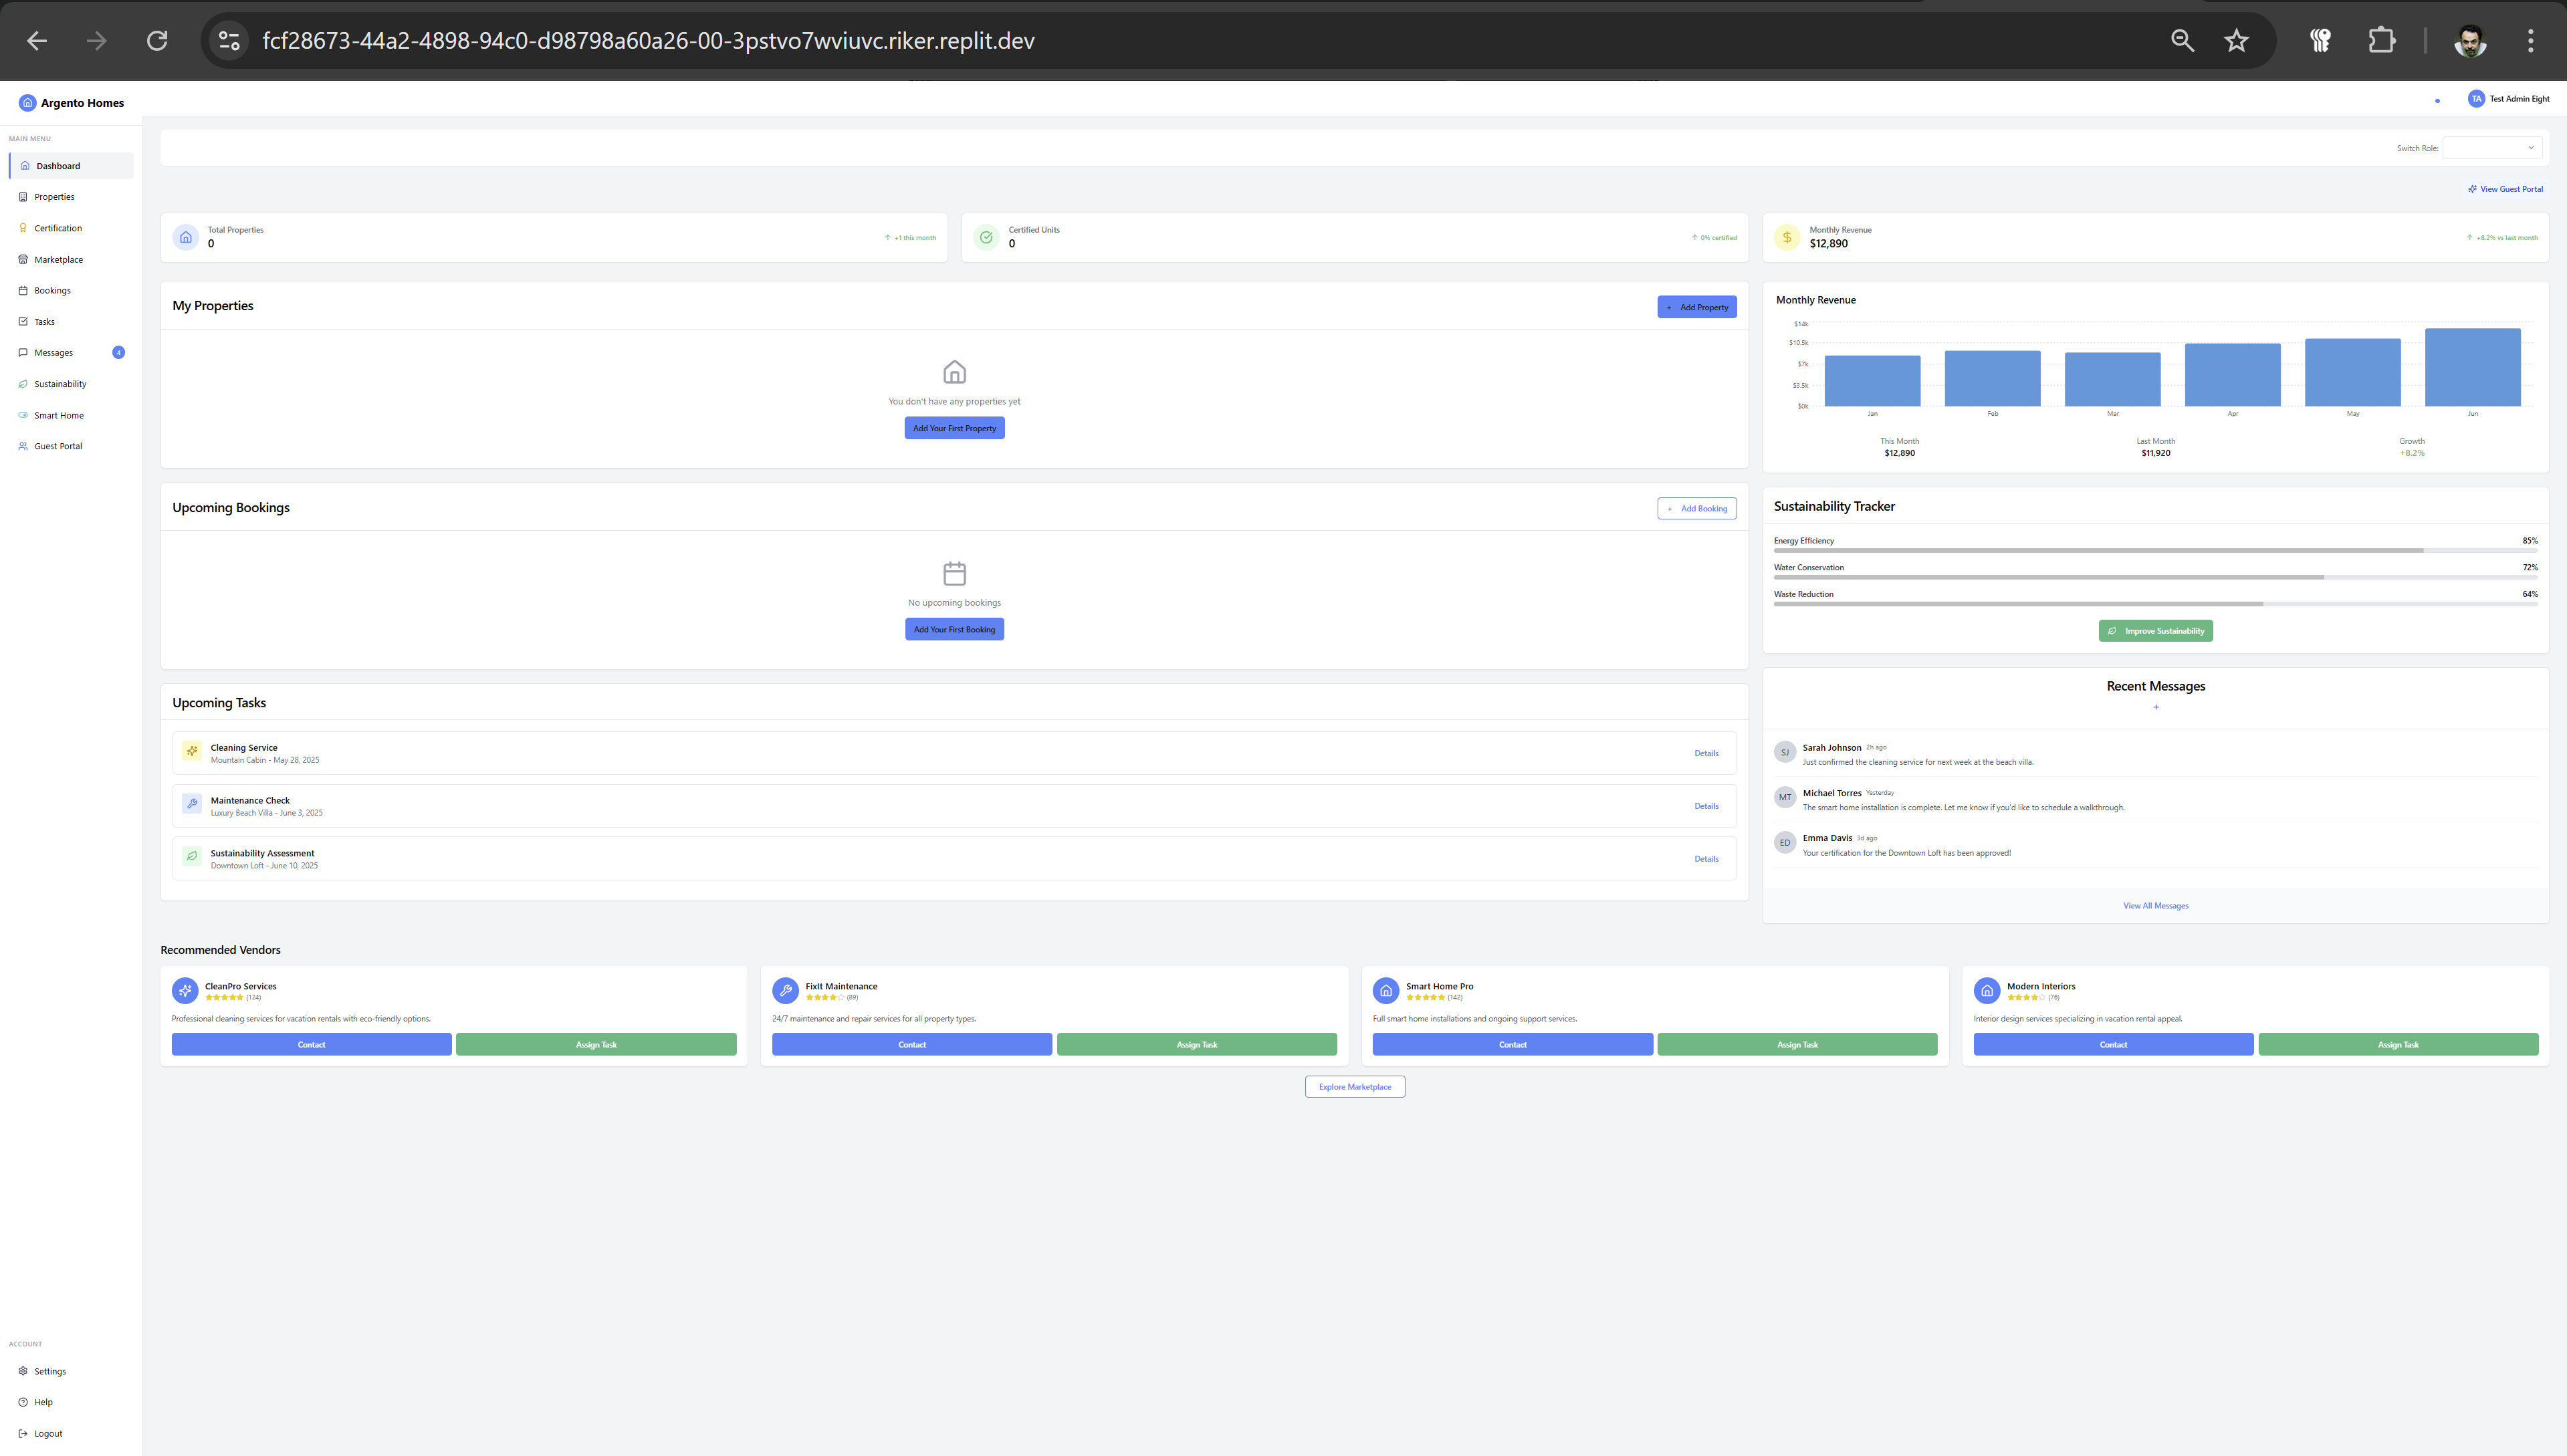 fcf28673-44a2-4898-94c0-d98798a60a26-00-3pstvo7wviuvc.riker.replit.dev
Argento Homes
TA Test Admin Eight
MAIN MENU
Dashboard
Properties
Certification
Marketplace
Bookings
Tasks
Messages 4
Sustainability
Smart Home
Guest Portal
ACCOUNT
Settings
Help
Logout
Switch Role:
View Guest Portal
Total Properties
0
+1 this month
Certified Units
0
0% certified
Monthly Revenue
$12,890
+8.2% vs last month
My Properties
+ Add Property
You don't have any properties yet
Add Your First Property
Upcoming Bookings
+ Add Booking
No upcoming bookings
Add Your First Booking
Upcoming Tasks
Cleaning Service
Mountain Cabin - May 28, 2025
Details
Maintenance Check
Luxury Beach Villa - June 3, 2025
Details
Sustainability Assessment
Downtown Loft - June 10, 2025
Details
Monthly Revenue
$14k
$10.5k
$7k
$3.5k
$0k
Jan Feb Mar Apr May Jun
This Month Last Month Growth
$12,890 $11,920 +8.2%
Sustainability Tracker
Energy Efficiency 85%
Water Conservation 72%
Waste Reduction 64%
Improve Sustainability
Recent Messages
+
SJ Sarah Johnson 2h ago
Just confirmed the cleaning service for next week at the beach villa.
MT Michael Torres Yesterday
The smart home installation is complete. Let me know if you'd like to schedule a walkthrough.
ED Emma Davis 3d ago
Your certification for the Downtown Loft has been approved!
View All Messages
Recommended Vendors
CleanPro Services
(124)
Professional cleaning services for vacation rentals with eco-friendly options.
Contact Assign Task
FixIt Maintenance
(89)
24/7 maintenance and repair services for all property types.
Contact Assign Task
Smart Home Pro
(142)
Full smart home installations and ongoing support services.
Contact Assign Task
Modern Interiors
(76)
Interior design services specializing in vacation rental appeal.
Contact Assign Task
Explore Marketplace